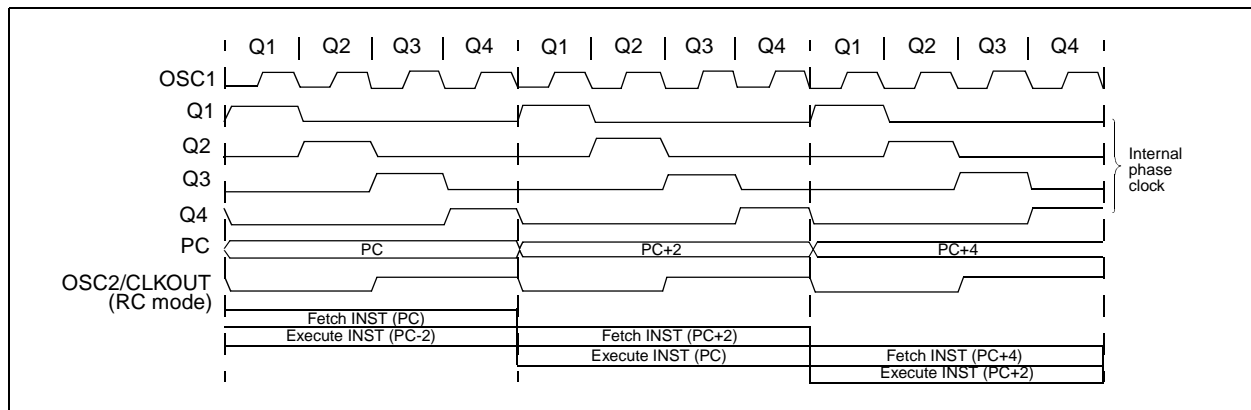 Q1 Q2 Q3 Q4 Q1 Q2 Q3 Q4 Q1 Q2 Q3 Q4
OSC1
Q1
Q2
Q3
Q4
Internal
phase
clock
PC PC PC+2 PC+4
OSC2/CLKOUT
(RC mode)
Fetch INST (PC)
Execute INST (PC-2) Fetch INST (PC+2)
Execute INST (PC) Fetch INST (PC+4)
Execute INST (PC+2)